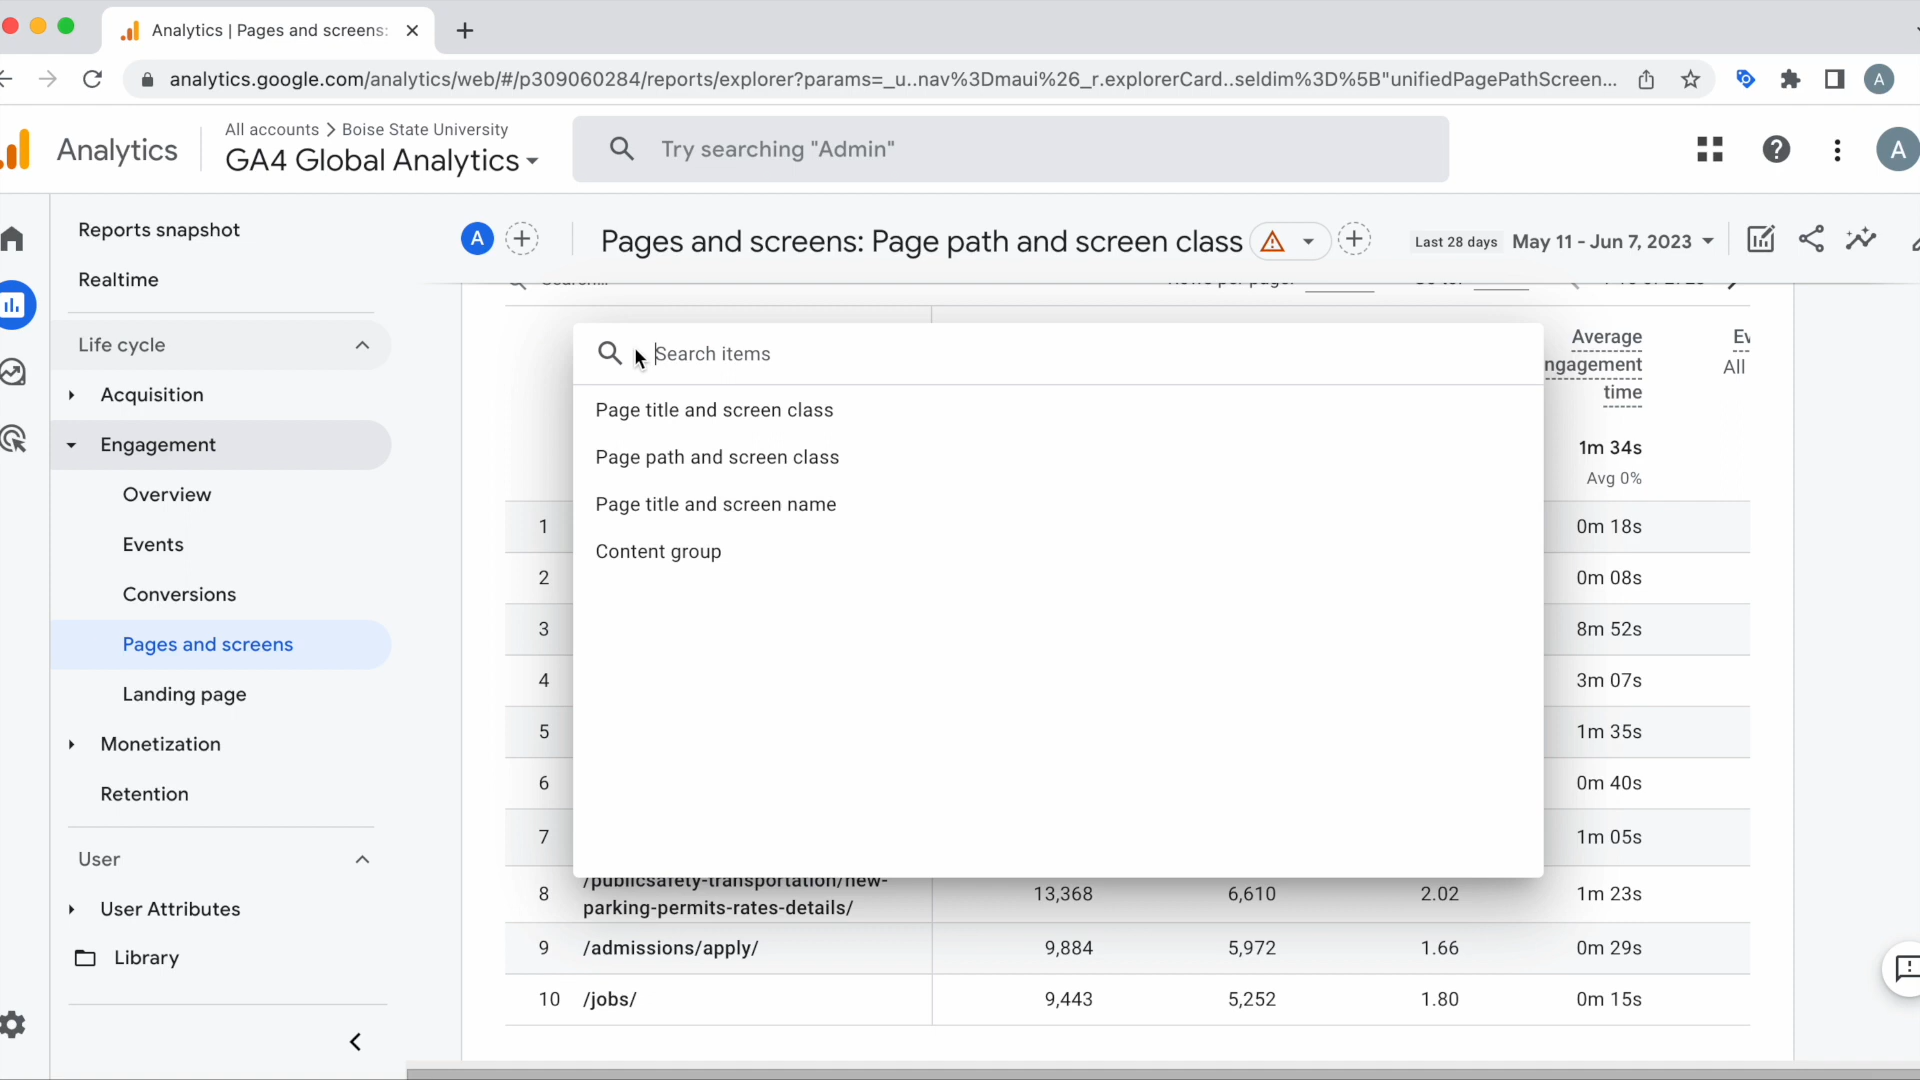 Analytics | Pages and screens:
analytics.google.com/analytics/web/#/p309060284/reports/explorer?params=_u..nav%3Dmaui%26_r.explorerCard..seldim%3D%5B"unifiedPagePathScreen...
A
Analytics
All accounts > Boise State University
GA4 Global Analytics
Try searching "Admin"
A
Reports snapshot
Realtime
Life cycle
Acquisition
Engagement
Overview
Events
Conversions
Pages and screens
Landing page
Monetization
Retention
User
User Attributes
Library
A
Pages and screens: Page path and screen class
Last 28 days
May 11 - Jun 7, 2023
Search items
Page title and screen class
Page path and screen class
Page title and screen name
Content group
Average
ngagement
time
Ev
All
1m 34s
Avg 0%
1 0m 18s
2 0m 08s
3 8m 52s
4 3m 07s
5 1m 35s
6 0m 40s
7 1m 05s
8 /publicsafety-transportation/new-
parking-permits-rates-details/ 13,368 6,610 2.02 1m 23s
9 /admissions/apply/ 9,884 5,972 1.66 0m 29s
10 /jobs/ 9,443 5,252 1.80 0m 15s